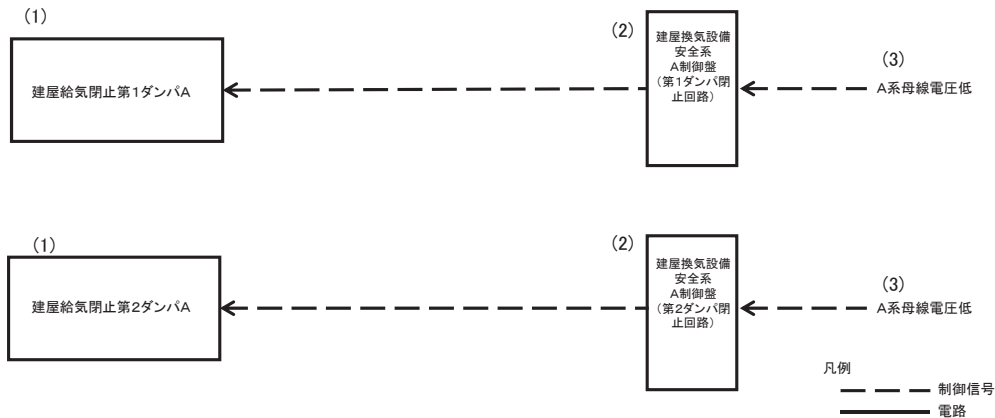 (1)
建屋給気閉止第1ダンパA
(2)
建屋換気設備
安全系
A制御盤
(第1ダンパ閉
止回路)
(3)
A系母線電圧低
(1)
建屋給気閉止第2ダンパA
(2)
建屋換気設備
安全系
A制御盤
(第2ダンパ閉
止回路)
(3)
A系母線電圧低
凡例
制御信号
電路